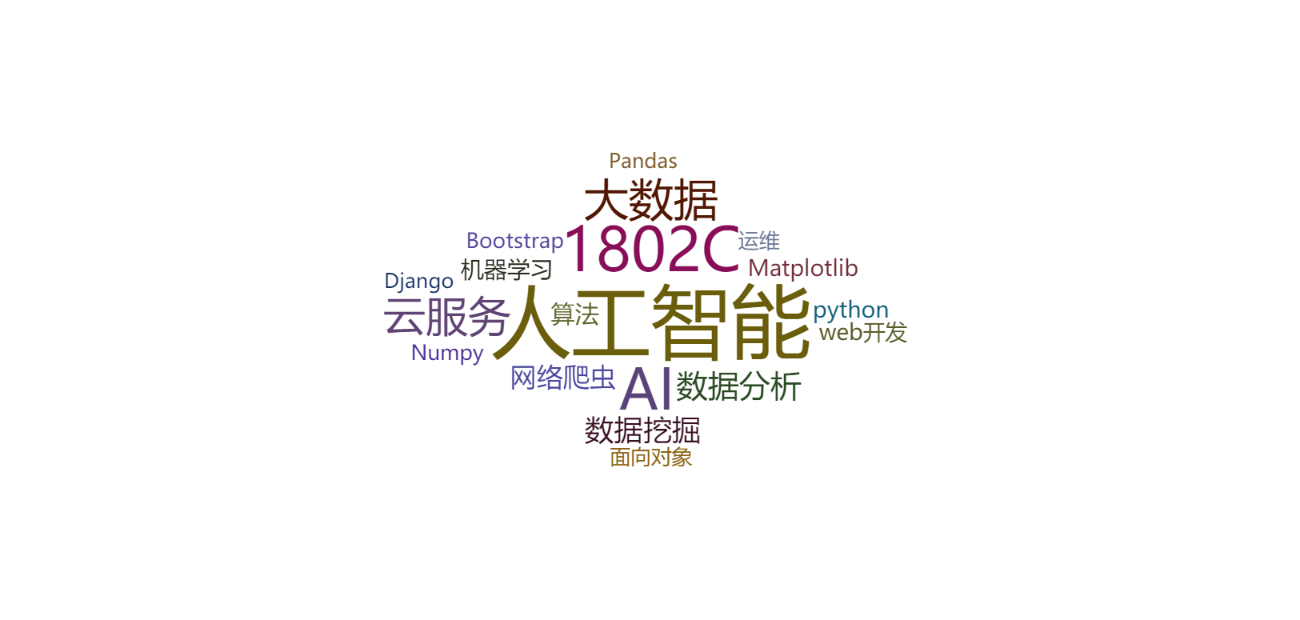 Pandas
大数据
Bootstrap
1802C
运维
机器学习
Matplotlib
Django
云服务
人工智能
算法
python
web开发
Numpy
网络爬虫
AI
数据分析
数据挖掘
面向对象